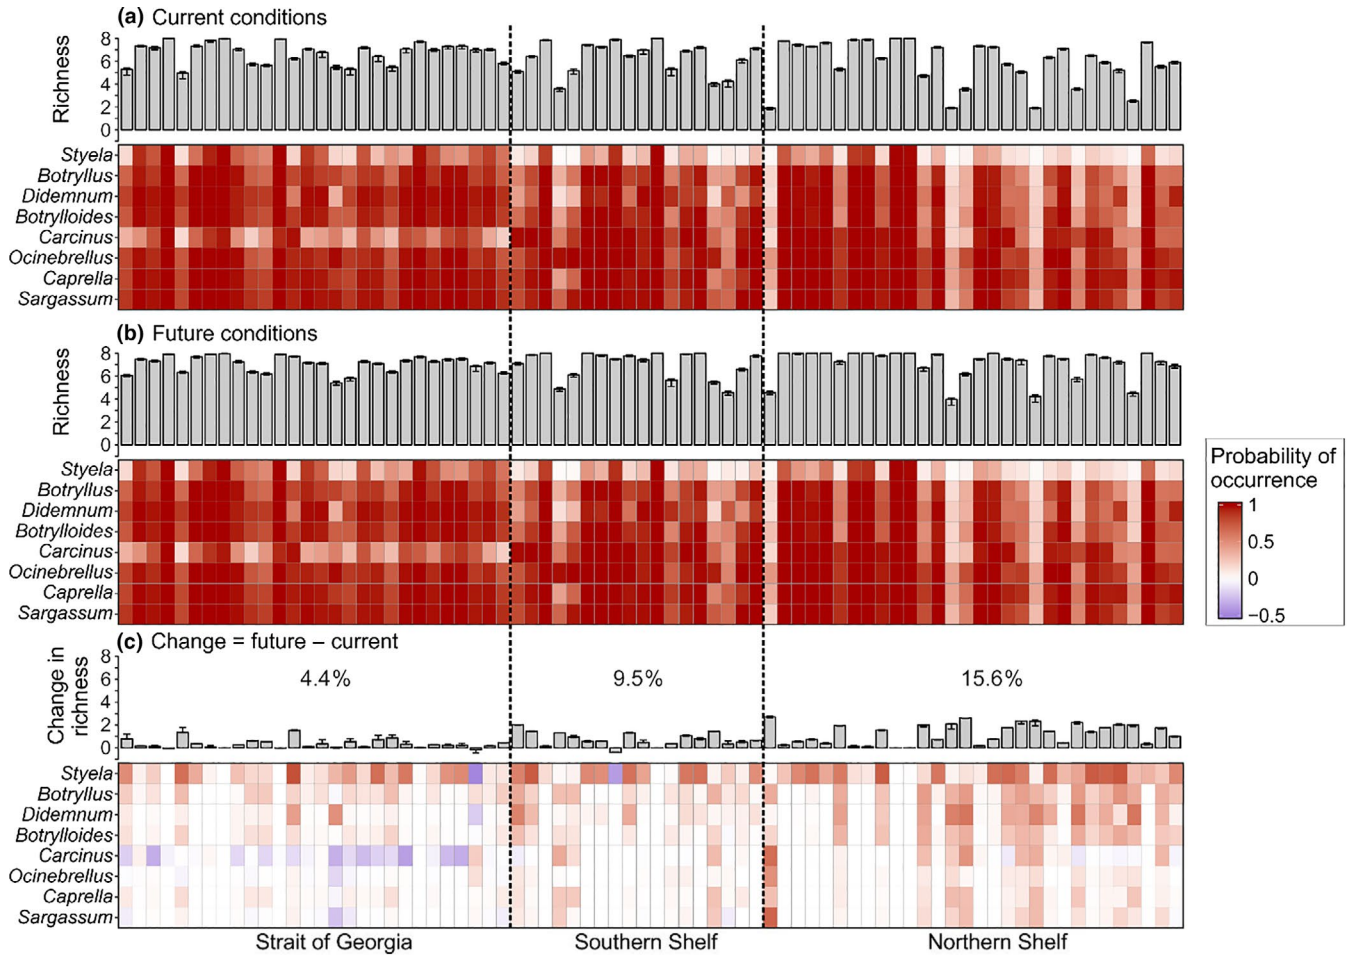 (a) Current conditions
Richness
8
6
4
2
0
Styela
Botryllus
Didemnum
Botrylloides
Carcinus
Ocinebrellus
Caprella
Sargassum
(b) Future conditions
Richness
8
6
4
2
0
Styela
Botryllus
Didemnum
Botrylloides
Carcinus
Ocinebrellus
Caprella
Sargassum
Probability of
occurrence
1
0.5
0
−0.5
(c) Change = future – current
Change in
richness
8
6
4
2
0
4.4%
9.5%
15.6%
Styela
Botryllus
Didemnum
Botrylloides
Carcinus
Ocinebrellus
Caprella
Sargassum
Strait of Georgia
Southern Shelf
Northern Shelf